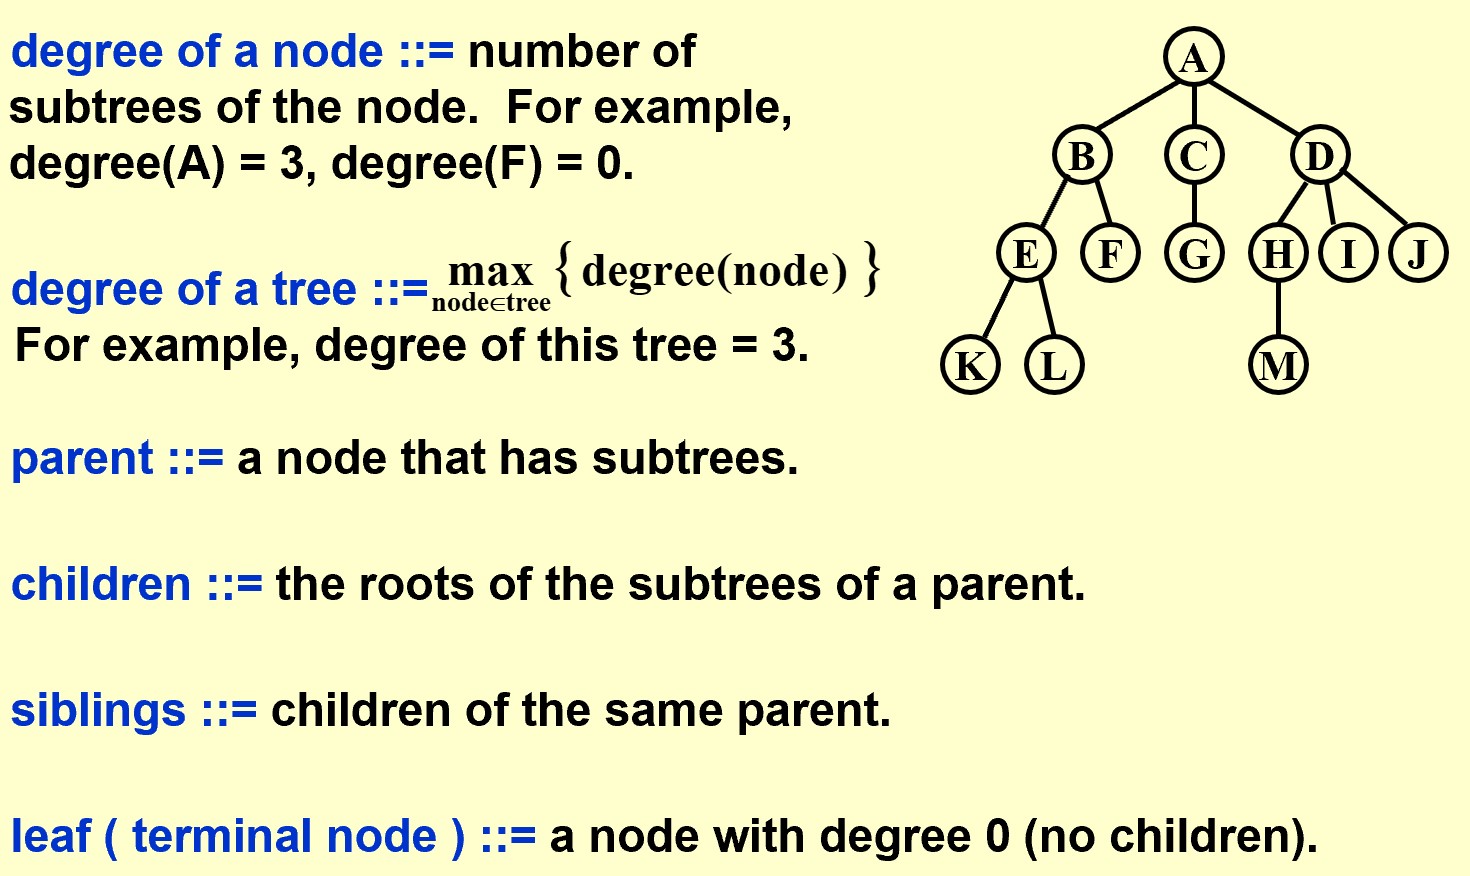 degree of a node ::= number of
subtrees of the node. For example,
degree(A) = 3, degree(F) = 0.
degree of a tree ::= max { degree(node) }
node∈tree
For example, degree of this tree = 3.
parent ::= a node that has subtrees.
children ::= the roots of the subtrees of a parent.
siblings ::= children of the same parent.
leaf ( terminal node ) ::= a node with degree 0 (no children).
A
B C D
E F G H I J
K L M